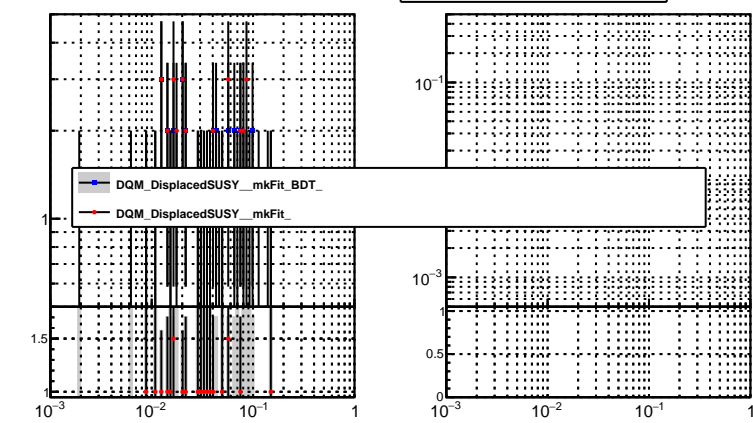 10⁻¹
DQM_DisplacedSUSY__mkFit_BDT_
DQM_DisplacedSUSY__mkFit_
1
10⁻³
1.5
1
1
0.5
0
10⁻³ 10⁻² 10⁻¹ 1
10⁻³ 10⁻² 10⁻¹ 1